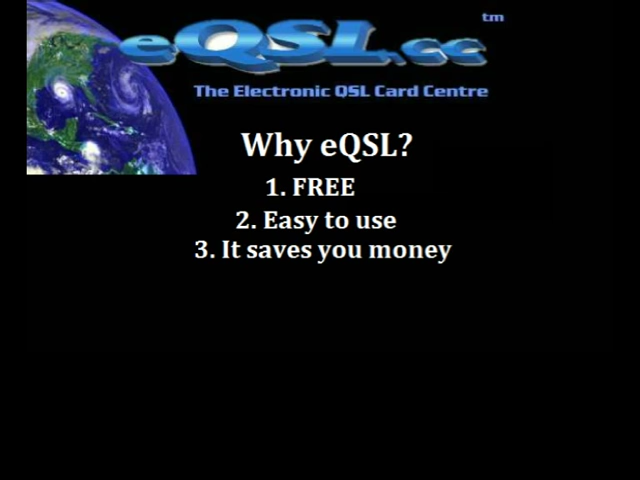 eQSL.cc tm
The Electronic QSL Card Centre
Why eQSL?
1. FREE
2. Easy to use
3. It saves you money